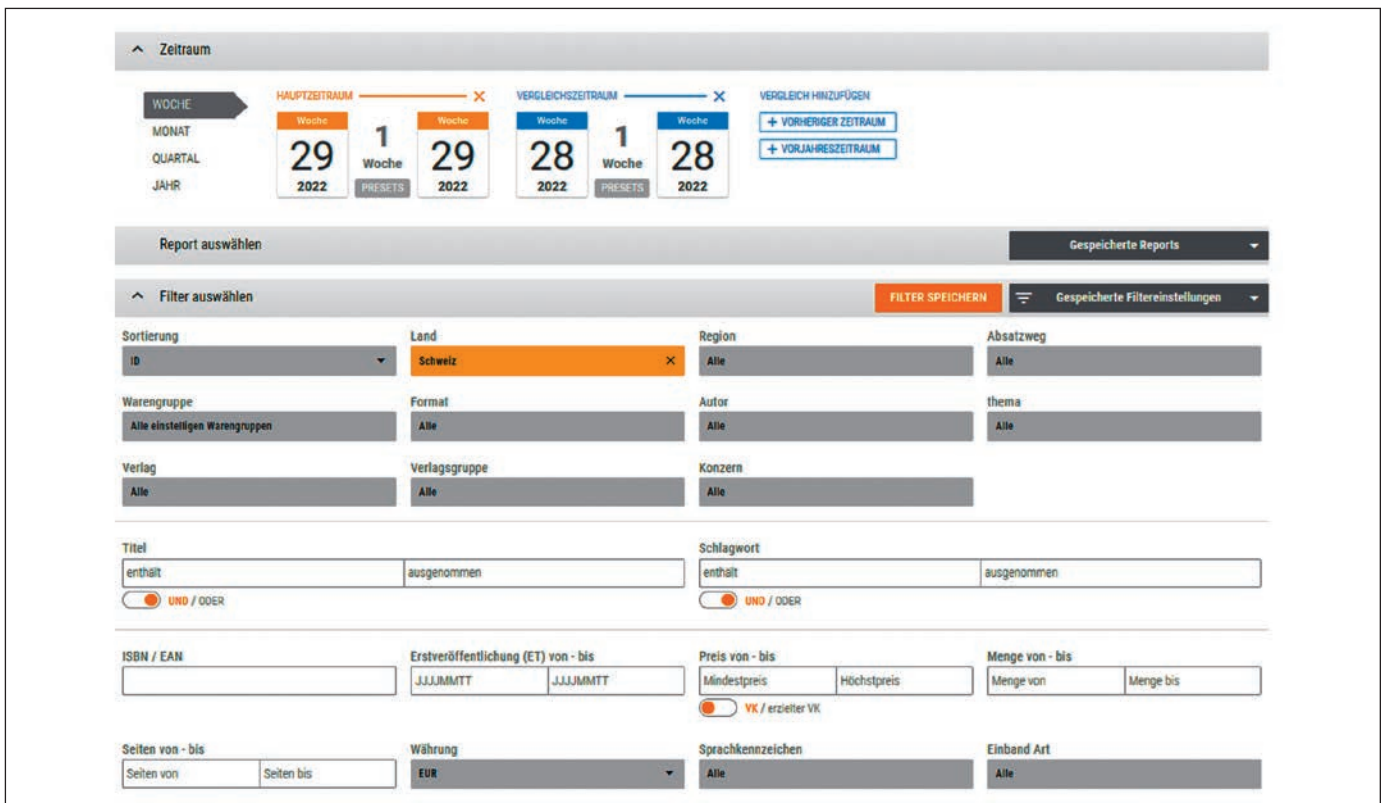 Zeitraum
WOCHE
MONAT
QUARTAL
JAHR
HAUPTZEITRAUM
Woche
29
2022
1
Woche
PRESETS
Woche
29
2022
VERGLEICHSZEITRAUM
Woche
28
2022
1
Woche
PRESETS
Woche
28
2022
VERGLEICH HINZUFÜGEN
+ VORHERIGER ZEITRAUM
+ VORJAHRESZEITRAUM
Report auswählen
Gespeicherte Reports
Filter auswählen
FILTER SPEICHERN
Gespeicherte Filtereinstellungen
Sortierung Land Region Absatzweg
ID Schweiz Alle Alle
Warengruppe Format Autor thema
Alle einstelligen Warengruppen Alle Alle Alle
Verlag Verlagsgruppe Konzern
Alle Alle Alle
Titel Schlagwort
enthält ausgenommen enthält ausgenommen
UND / ODER UND / ODER
ISBN / EAN Erstveröffentlichung (ET) von - bis Preis von - bis Menge von - bis
JJJJMMTT JJJJMMTT Mindestpreis Höchstpreis Menge von Menge bis
VK / erzielter VK
Seiten von - bis Währung Sprachkennzeichen Einband Art
Seiten von Seiten bis EUR Alle Alle